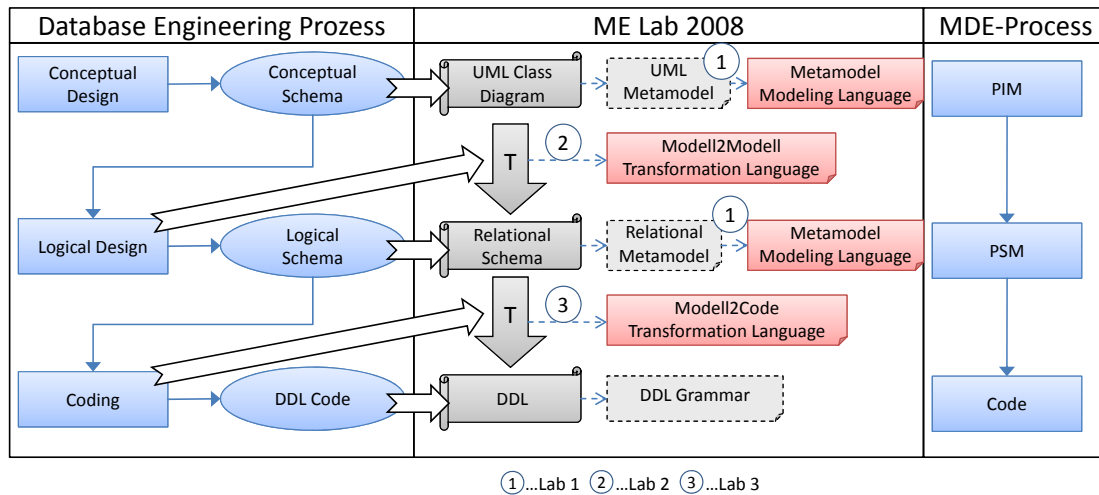 Database Engineering Prozess
ME Lab 2008
MDE-Process
Conceptual
Design
Conceptual
Schema
UML Class
Diagram
UML
Metamodel
1
Metamodel
Modeling Language
PIM
T
2
Modell2Modell
Transformation Language
Logical Design
Logical
Schema
Relational
Schema
Relational
Metamodel
1
Metamodel
Modeling Language
PSM
T
3
Modell2Code
Transformation Language
Coding
DDL Code
DDL
DDL Grammar
Code
1...Lab 1 2...Lab 2 3...Lab 3